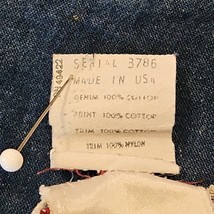 SERIAL 3786
MADE IN USA
DENIM 100% COTTON
PRINT 100% COTTON
TRIM 100% COTTON
TRIM 100% NYLON
49422